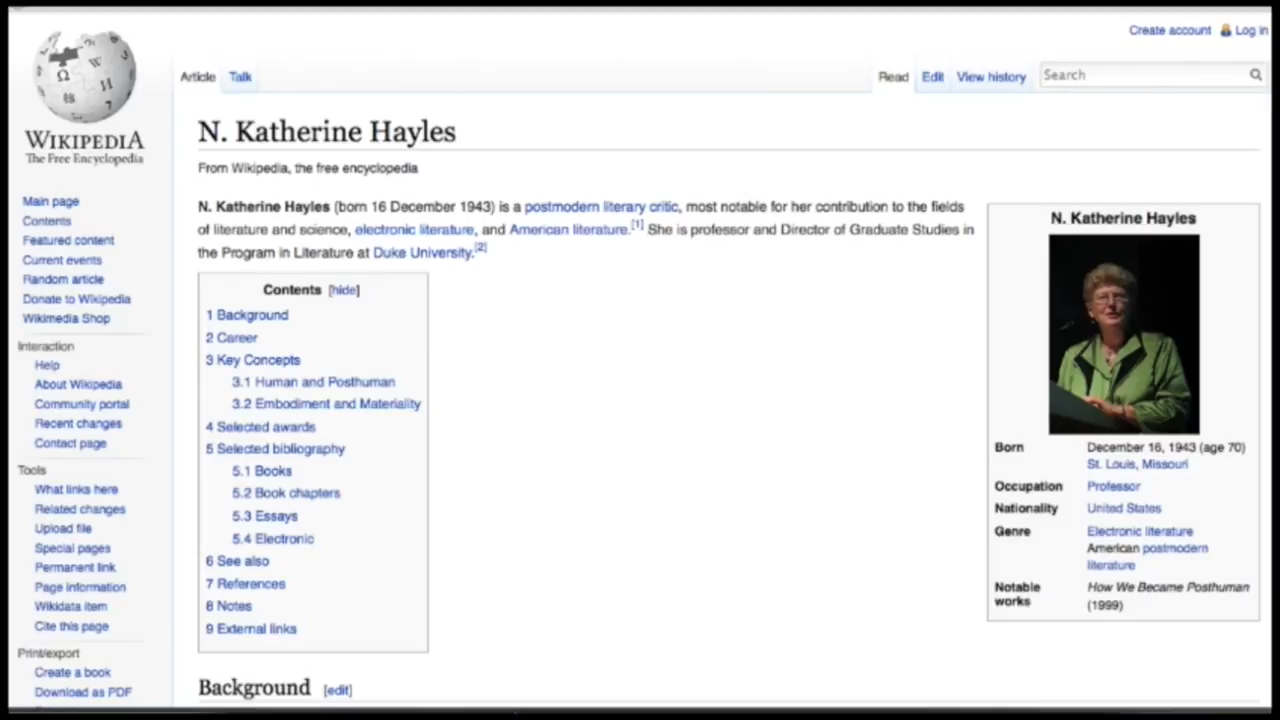 Create account Log in
Article Talk Read Edit View history Search
WIKIPEDIA
The Free Encyclopedia
Main page
Contents
Featured content
Current events
Random article
Donate to Wikipedia
Wikimedia Shop
Interaction
Help
About Wikipedia
Community portal
Recent changes
Contact page
Tools
What links here
Related changes
Upload file
Special pages
Permanent link
Page information
Wikidata item
Cite this page
Print/export
Create a book
Download as PDF
N. Katherine Hayles
From Wikipedia, the free encyclopedia
N. Katherine Hayles (born 16 December 1943) is a postmodern literary critic, most notable for her contribution to the fields
of literature and science, electronic literature, and American literature.[1] She is professor and Director of Graduate Studies in
the Program in Literature at Duke University.[2]
Contents [hide]
1 Background
2 Career
3 Key Concepts
3.1 Human and Posthuman
3.2 Embodiment and Materiality
4 Selected awards
5 Selected bibliography
5.1 Books
5.2 Book chapters
5.3 Essays
5.4 Electronic
6 See also
7 References
8 Notes
9 External links
Background [edit]
N. Katherine Hayles
Born December 16, 1943 (age 70)
St. Louis, Missouri
Occupation Professor
Nationality United States
Genre Electronic literature
American postmodern
literature
Notable How We Became Posthuman
works (1999)